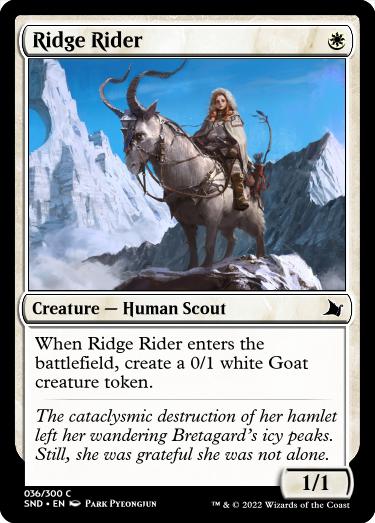 Ridge Rider
Creature — Human Scout
When Ridge Rider enters the
battlefield, create a 0/1 white Goat
creature token.
The cataclysmic destruction of her hamlet
left her wandering Bretagard's icy peaks.
Still, she was grateful she was not alone.
1/1
036/300 C
SND • EN Park Pyeongjun
™ & © 2022 Wizards of the Coast